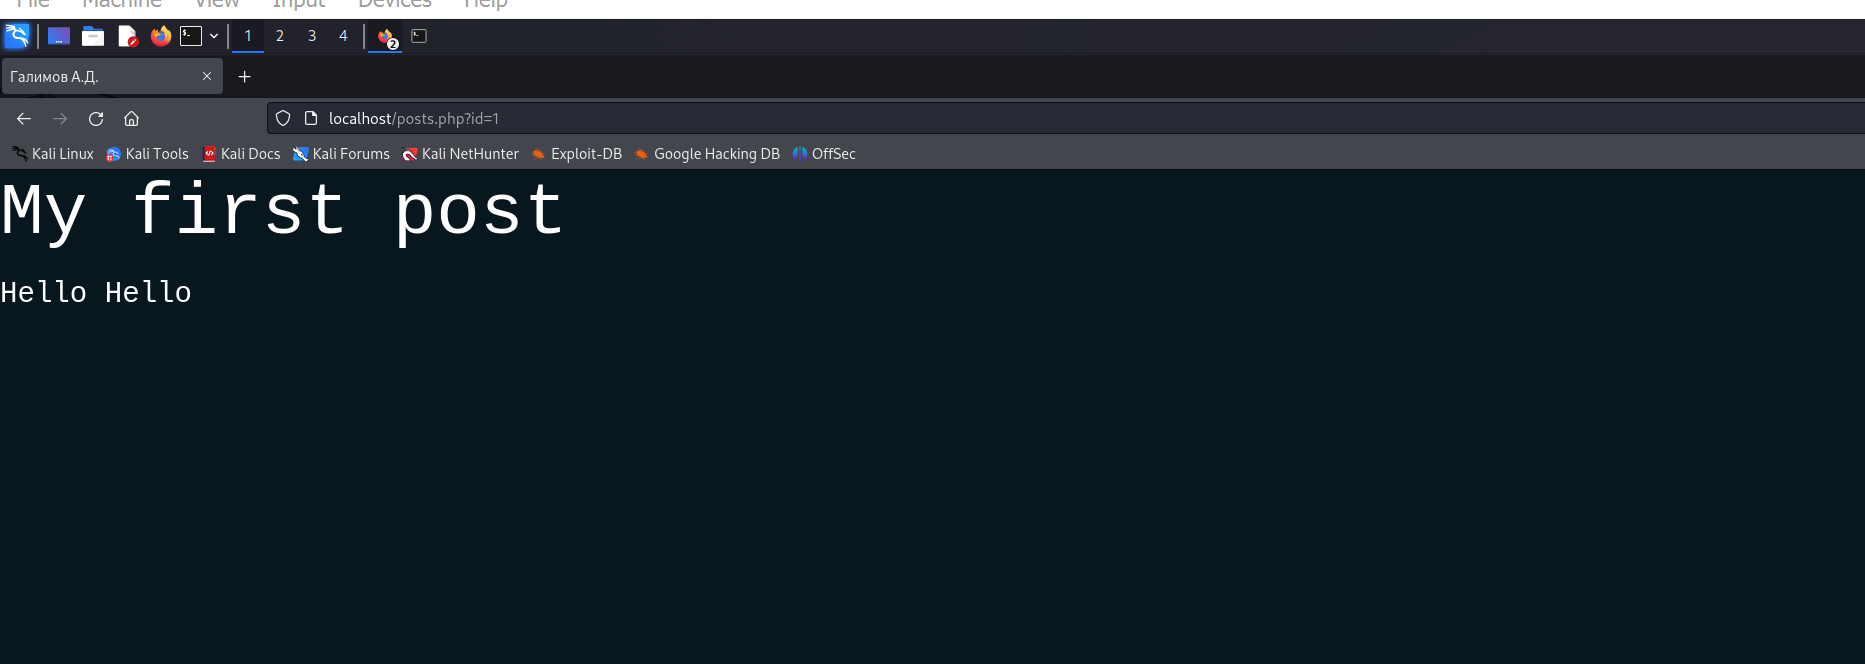 File Machine View Input Devices Help
1 2 3 4 2
Галимов А.Д.
localhost/posts.php?id=1
Kali Linux Kali Tools Kali Docs Kali Forums Kali NetHunter Exploit-DB Google Hacking DB OffSec
My first post
Hello Hello